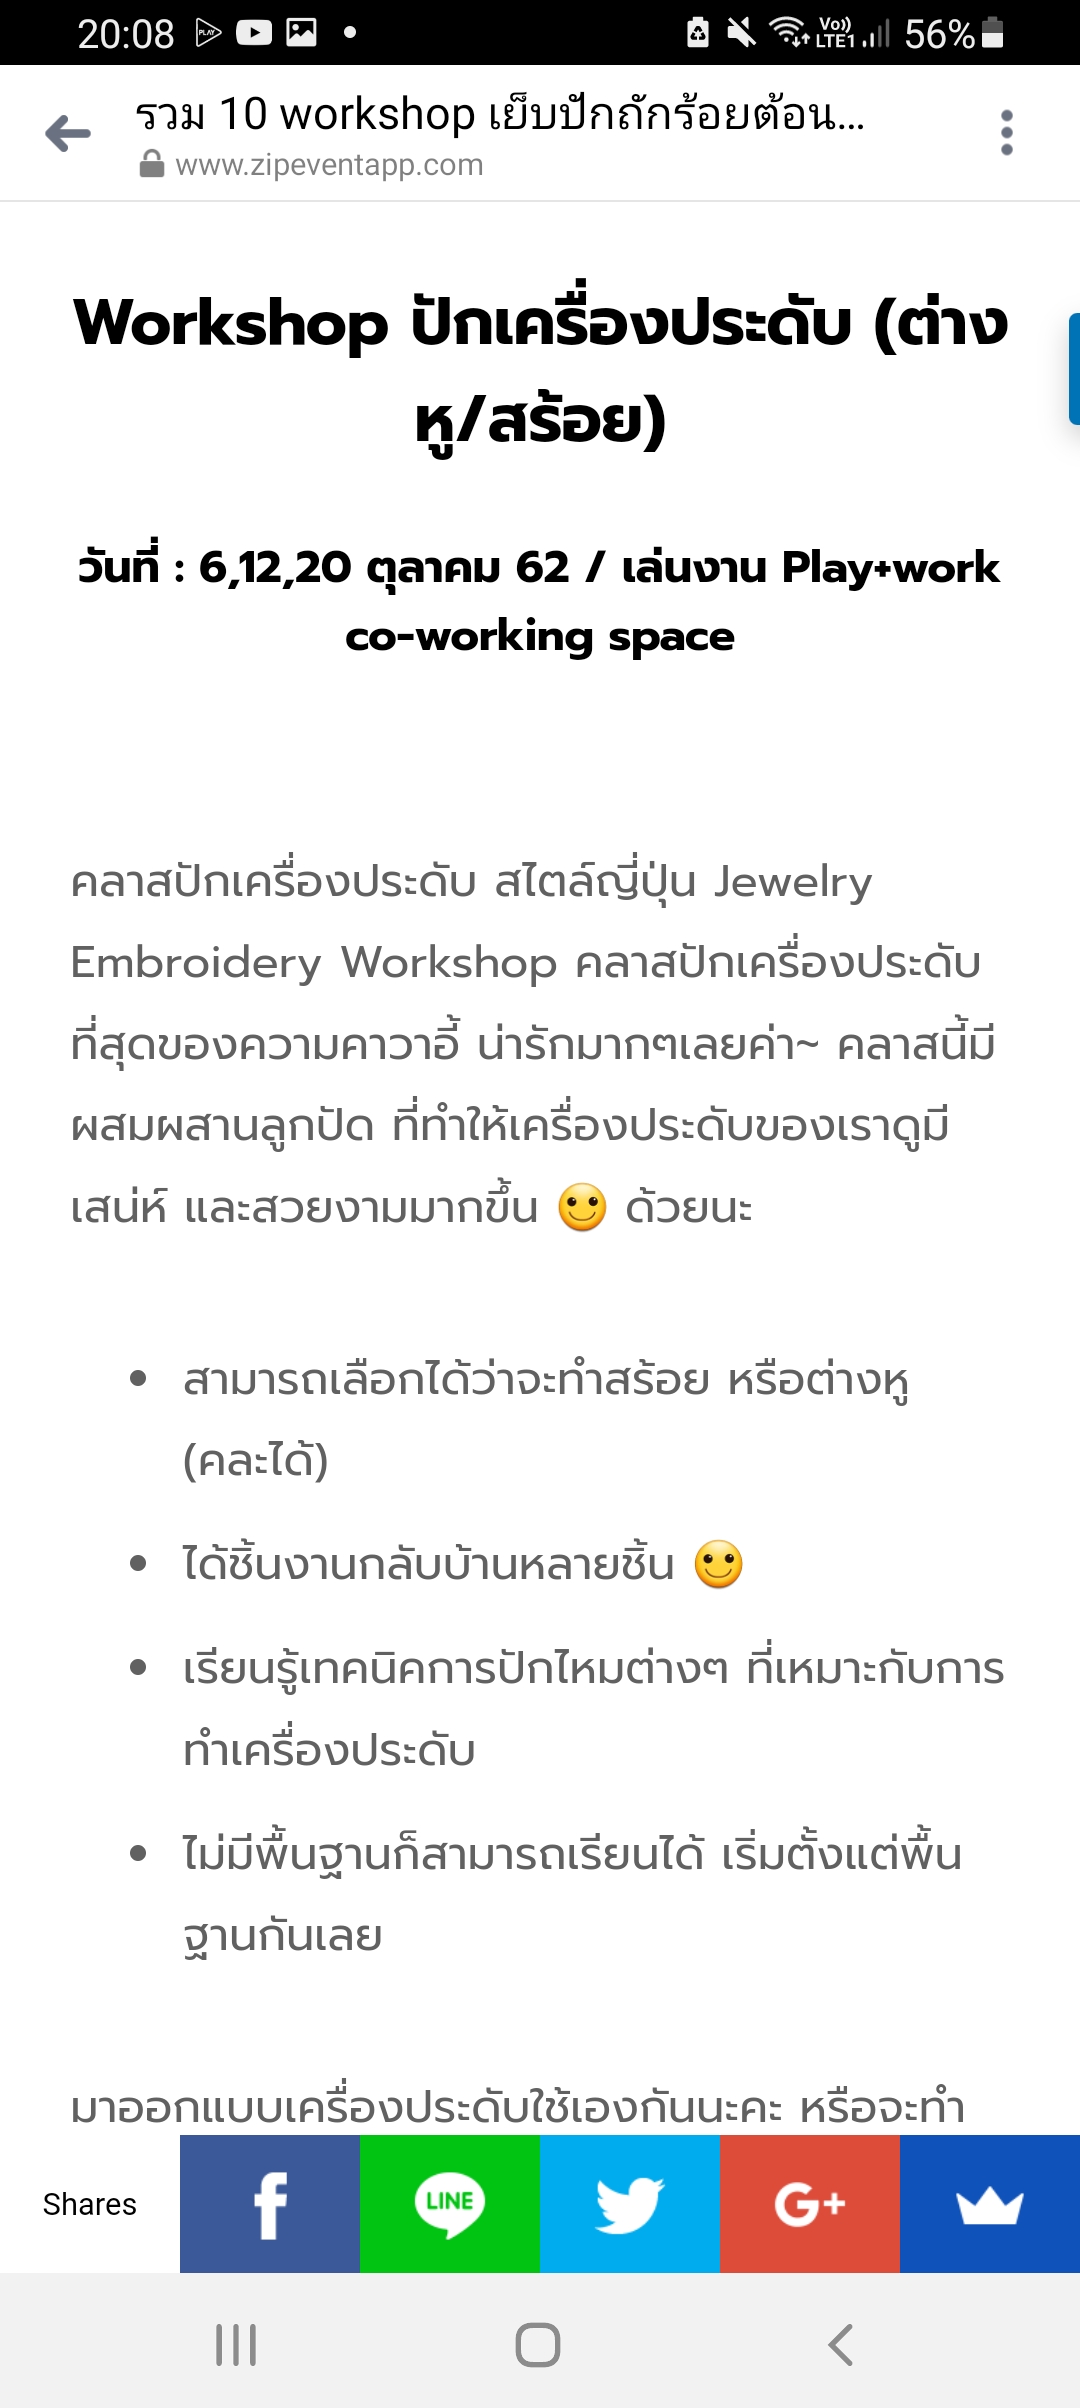 20:08
PLAY
Vo))
LTE1
56%
รวม 10 workshop เย็บปักถักร้อยต้อน...
www.zipeventapp.com
Workshop ปักเครื่องประดับ (ต่าง
หู/สร้อย)
วันที่ : 6,12,20 ตุลาคม 62 / เล่นงาน Play+work
co-working space
คลาสปักเครื่องประดับ สไตล์ญี่ปุ่น Jewelry
Embroidery Workshop คลาสปักเครื่องประดับ
ที่สุดของความคาวาอี้ น่ารักมากๆเลยค่า~ คลาสนี้มี
ผสมผสานลูกปัด ที่ทำให้เครื่องประดับของเราดูมี
เสน่ห์ และสวยงามมากขึ้น 🙂 ด้วยนะ
• สามารถเลือกได้ว่าจะทำสร้อย หรือต่างหู
(คละได้)
• ได้ชิ้นงานกลับบ้านหลายชิ้น 🙂
• เรียนรู้เทคนิคการปักไหมต่างๆ ที่เหมาะกับการ
ทำเครื่องประดับ
• ไม่มีพื้นฐานก็สามารถเรียนได้ เริ่มตั้งแต่พื้น
ฐานกันเลย
มาออกแบบเครื่องประดับใช้เองกันนะคะ หรือจะทำ
Shares
f
LINE
G+